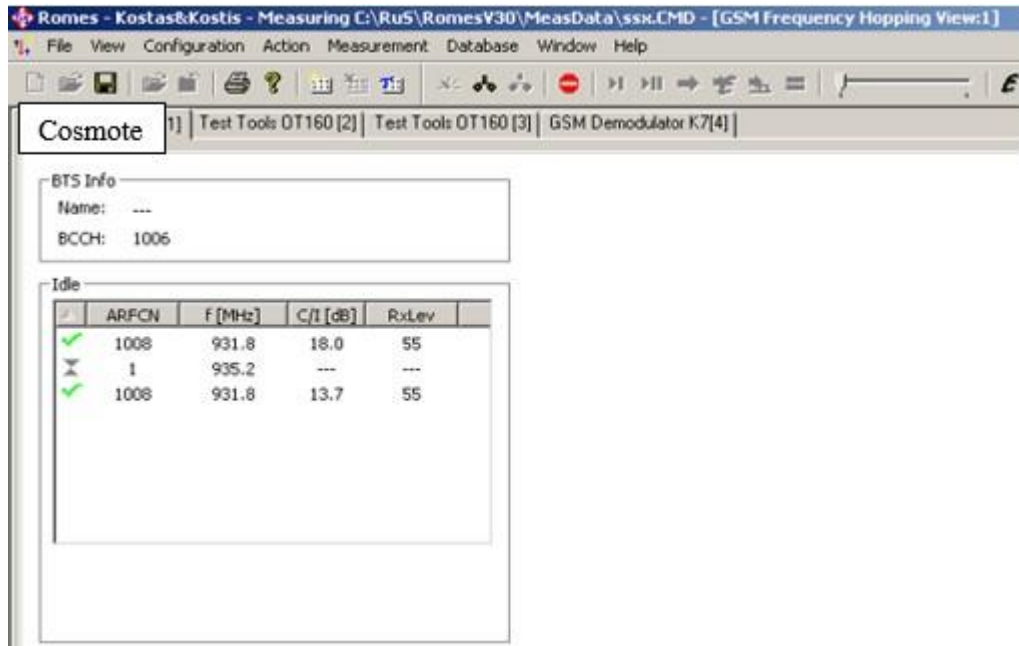 Romes - Kostas&Kostis - Measuring C:\RuS\RomesV30\MeasData\ssx.CMD - [GSM Frequency Hopping View:1]
File View Configuration Action Measurement Database Window Help
Cosmote 1] Test Tools OT160 [2] Test Tools OT160 [3] GSM Demodulator K7[4]
BTS Info
Name: ---
BCCH: 1006
Idle
ARFCN f [MHz] C/I [dB] RxLev
1008 931.8 18.0 55
1 935.2 --- ---
1008 931.8 13.7 55